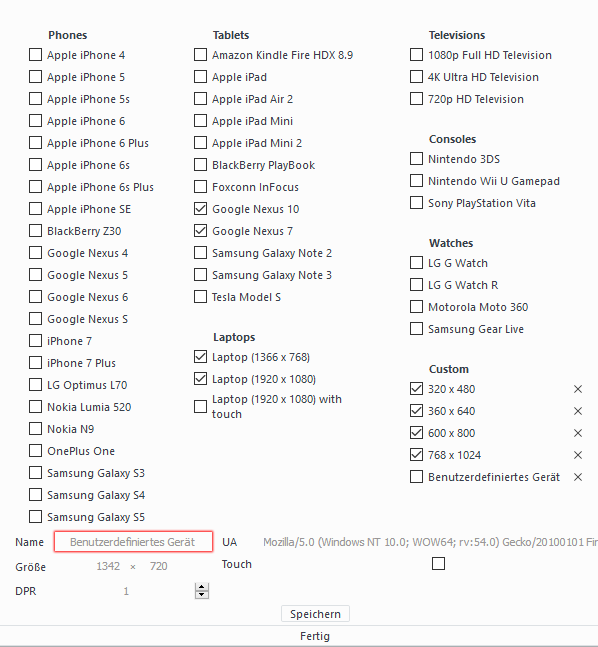 Phones
Apple iPhone 4
Apple iPhone 5
Apple iPhone 5s
Apple iPhone 6
Apple iPhone 6 Plus
Apple iPhone 6s
Apple iPhone 6s Plus
Apple iPhone SE
BlackBerry Z30
Google Nexus 4
Google Nexus 5
Google Nexus 6
Google Nexus S
iPhone 7
iPhone 7 Plus
LG Optimus L70
Nokia Lumia 520
Nokia N9
OnePlus One
Samsung Galaxy S3
Samsung Galaxy S4
Samsung Galaxy S5
Tablets
Amazon Kindle Fire HDX 8.9
Apple iPad
Apple iPad Air 2
Apple iPad Mini
Apple iPad Mini 2
BlackBerry PlayBook
Foxconn InFocus
Google Nexus 10
Google Nexus 7
Samsung Galaxy Note 2
Samsung Galaxy Note 3
Tesla Model S
Laptops
Laptop (1366 x 768)
Laptop (1920 x 1080)
Laptop (1920 x 1080) with
touch
Televisions
1080p Full HD Television
4K Ultra HD Television
720p HD Television
Consoles
Nintendo 3DS
Nintendo Wii U Gamepad
Sony PlayStation Vita
Watches
LG G Watch
LG G Watch R
Motorola Moto 360
Samsung Gear Live
Custom
320 x 480
360 x 640
600 x 800
768 x 1024
Benutzerdefiniertes Gerät
Name Benutzerdefiniertes Gerät UA Mozilla/5.0 (Windows NT 10.0; WOW64; rv:54.0) Gecko/20100101 Fir
Größe 1342 × 720 Touch
DPR 1
Speichern
Fertig